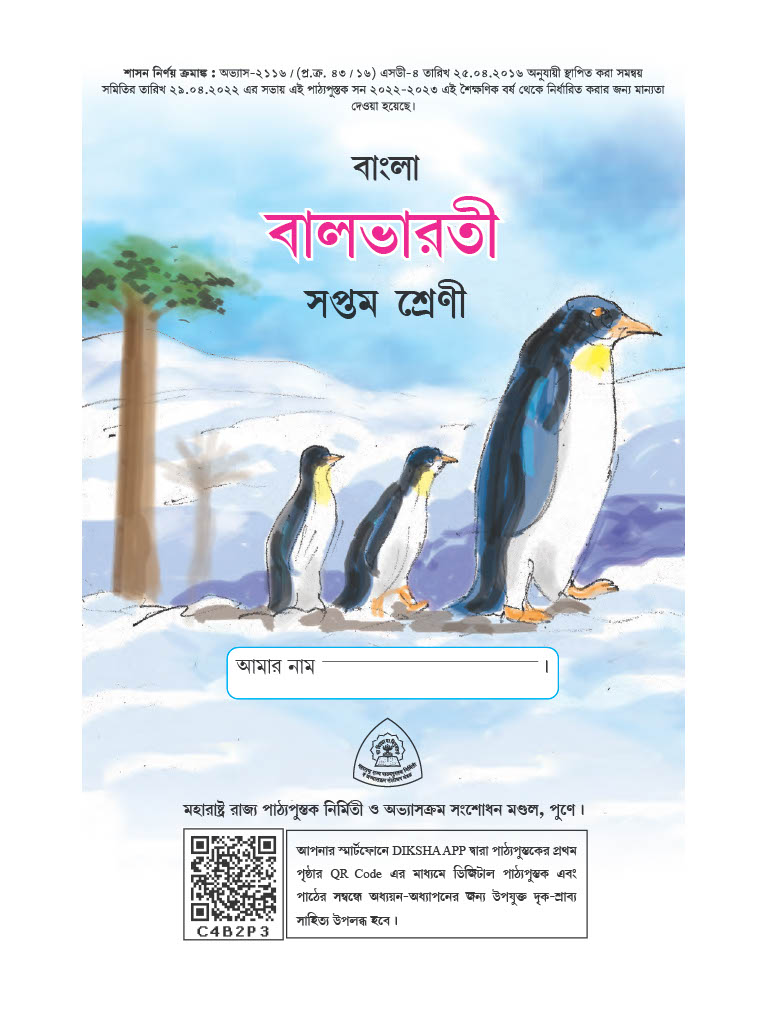 শাসন নির্ণয় ক্রমাঙ্ক : অভ্যাস-২১১৬ / (প্র.ক্র. ৪৩ / ১৬) এসডী-৪ তারিখ ২৫.০৪.২০১৬ অনুযায়ী স্থাপিত করা সমন্বয়
সমিতির তারিখ ২৯.০৪.২০২২ এর সভায় এই পাঠ্যপুস্তক সন ২০২২-২০২৩ এই শৈক্ষণিক বর্ষ থেকে নির্ধারিত করার জন্য মান্যতা
দেওয়া হয়েছে।
বাংলা
বালভারতী
সপ্তম শ্রেণী
আমার নাম ।
মহারাষ্ট্র রাজ্য পাঠ্যপুস্তক নির্মিতী ও অভ্যাসক্রম সংশোধন মণ্ডল, পুণে।
আপনার স্মার্টফোনে DIKSHAAPP দ্বারা পাঠ্যপুস্তকের প্রথম
পৃষ্ঠার QR Code এর মাধ্যমে ডিজিটাল পাঠ্যপুস্তক এবং
পাঠের সম্বন্ধে অধ্যয়ন-অধ্যাপনের জন্য উপযুক্ত দৃক-শ্রাব্য
সাহিত্য উপলব্ধ হবে।
C4B2P3